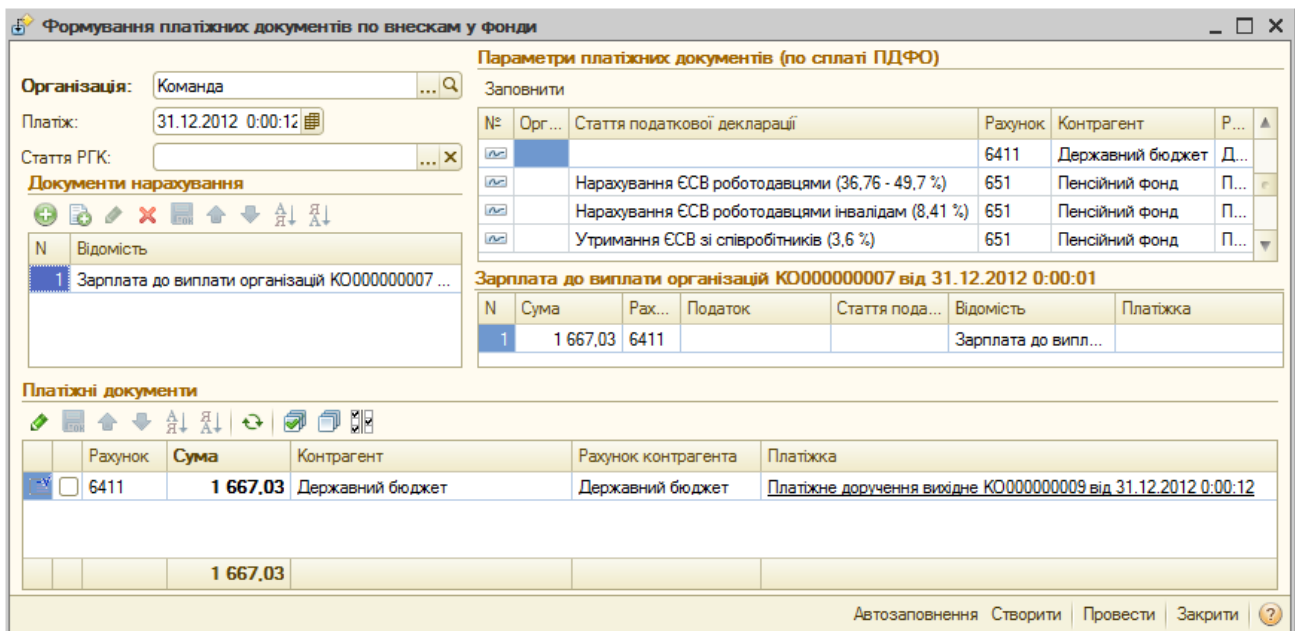 Формування платіжних документів по внескам у фонди
Організація: Команда
Платіж: 31.12.2012 0:00:12
Стаття РГК:
Документи нарахування
N Відомість
1 Зарплата до виплати організацій КО000000007 ...
Параметри платіжних документів (по сплаті ПДФО)
Заповнити
№ Орг... Стаття податкової декларації Рахунок Контрагент Р...
6411 Державний бюджет Д...
Нарахування ЄСВ роботодавцями (36,76 - 49,7 %) 651 Пенсійний фонд П...
Нарахування ЄСВ роботодавцями інвалідам (8,41 %) 651 Пенсійний фонд П...
Утримання ЄСВ зі співробітників (3,6 %) 651 Пенсійний фонд П...
Зарплата до виплати організацій КО000000007 від 31.12.2012 0:00:01
N Сума Рах... Податок Стаття пода... Відомість Платіжка
1 1 667,03 6411 Зарплата до випл...
Платіжні документи
Рахунок Сума Контрагент Рахунок контрагента Платіжка
6411 1 667,03 Державний бюджет Державний бюджет Платіжне доручення вихідне КО000000009 від 31.12.2012 0:00:12
1 667,03
Автозаповнення Створити Провести Закрити